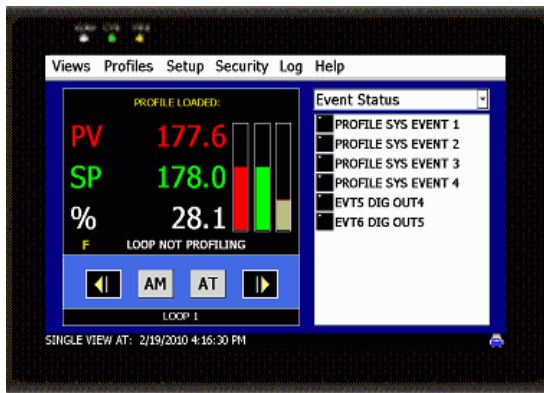 Views Profiles Setup Security Log Help
PROFILE LOADED:
PV 177.6
SP 178.0
% 28.1
F LOOP NOT PROFILING
AM AT
LOOP 1
Event Status
PROFILE SYS EVENT 1
PROFILE SYS EVENT 2
PROFILE SYS EVENT 3
PROFILE SYS EVENT 4
EVT5 DIG OUT4
EVT6 DIG OUT5
SINGLE VIEW AT: 2/19/2010 4:16:30 PM